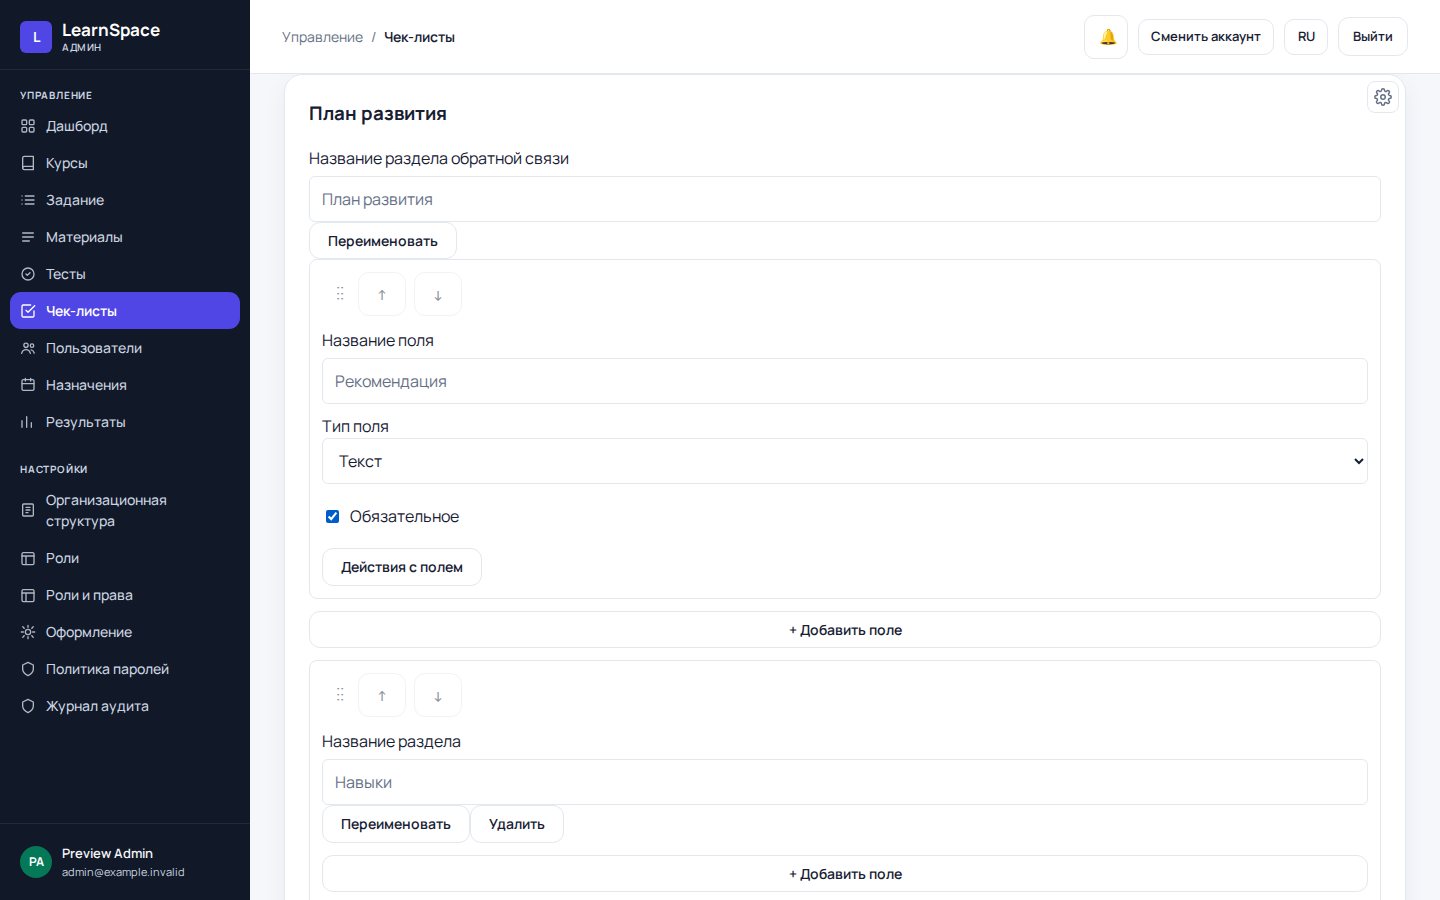 L
LearnSpace
АДМИН
Управление / Чек-листы
🔔
Сменить аккаунт
RU
Выйти
УПРАВЛЕНИЕ
Дашборд
Курсы
Задание
Материалы
Тесты
Чек-листы
Пользователи
Назначения
Результаты
НАСТРОЙКИ
Организационная
структура
Роли
Роли и права
Оформление
Политика паролей
Журнал аудита
PA
Preview Admin
admin@example.invalid
План развития
Название раздела обратной связи
План развития
Переименовать
↑ ↓
Название поля
Рекомендация
Тип поля
Текст
Обязательное
Действия с полем
+ Добавить поле
↑ ↓
Название раздела
Навыки
Переименовать
Удалить
+ Добавить поле